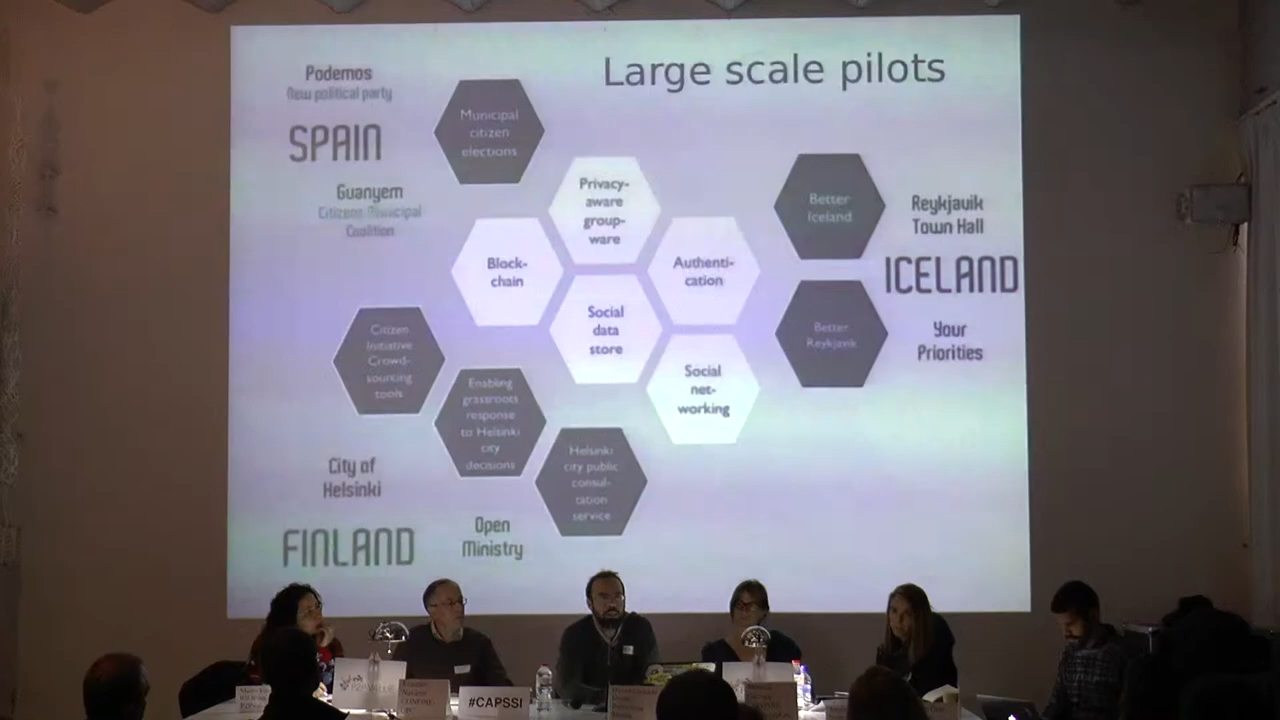 Large scale pilots
Podemos
New political party
SPAIN
Guanyem
Citizens Municipal
Coalition
Municipal
citizen
elections
Privacy-
aware
group-
ware
Block-
chain
Authenti-
cation
Social
data
store
Social
net-
working
Better
Iceland
Reykjavik
Town Hall
ICELAND
Better
Reykjavik
Your
Priorities
Citizen
Initiative
Crowd-
sourcing
tools
Enabling
grassroots
response
to Helsinki
city
decisions
Helsinki
city public
consul-
tation
service
City of
Helsinki
FINLAND
Open
Ministry
#CAPSSI